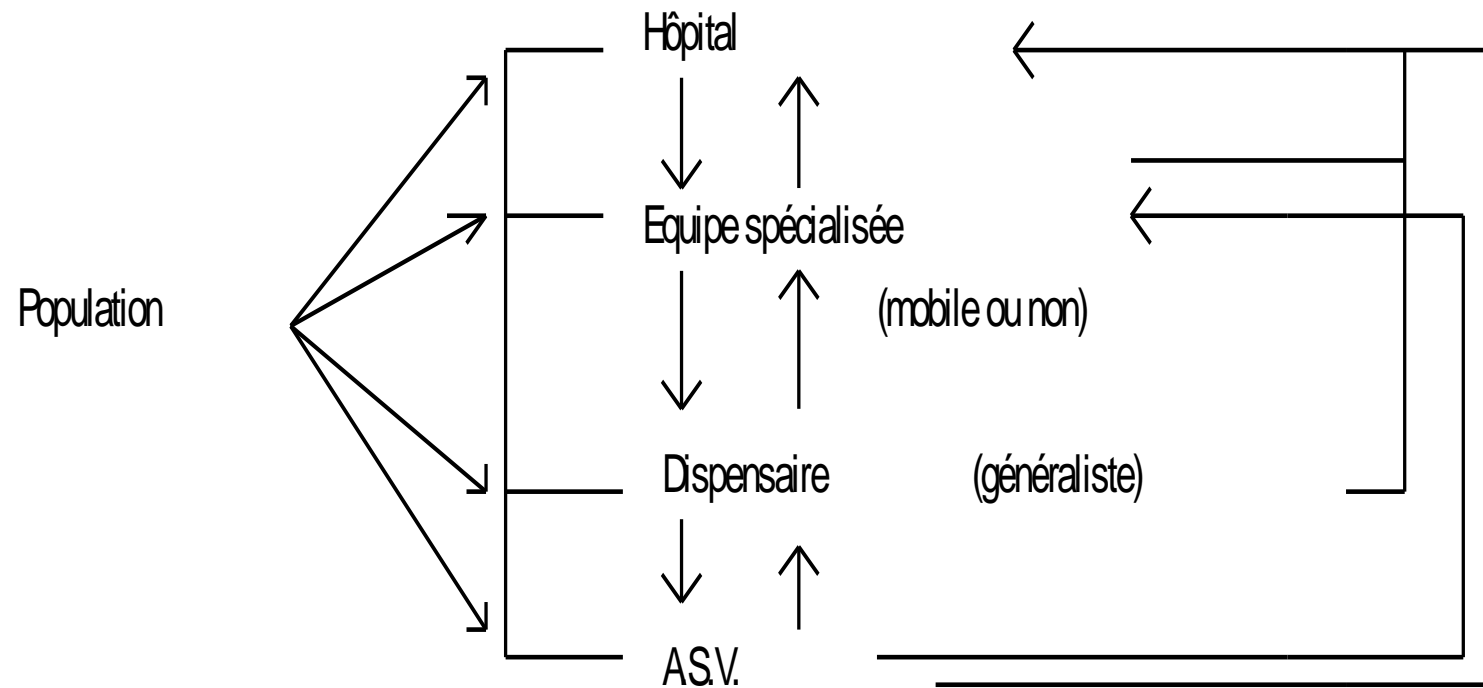 Hôpital
Equipe spécialisée
Population
(mobile ou non)
Dispensaire (généraliste)
A.S.V.